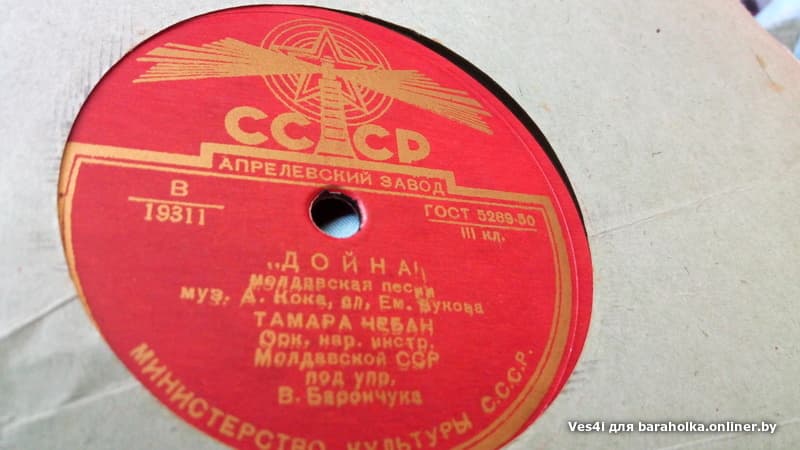 СССР
АПРЕЛЕВСКИЙ ЗАВОД
В
19311
ГОСТ 5289-50
III кл.
„ДОЙНА"
молдавская песня
муз. А. Кока, сл. Ем. Букова
ТАМАРА ЧЕБАН
Орк. нар. инстр.
Молдавской ССР
под упр.
В. Барончука
МИНИСТЕРСТВО КУЛЬТУРЫ С.С.С.Р.
Ves4l для baraholka.onliner.by